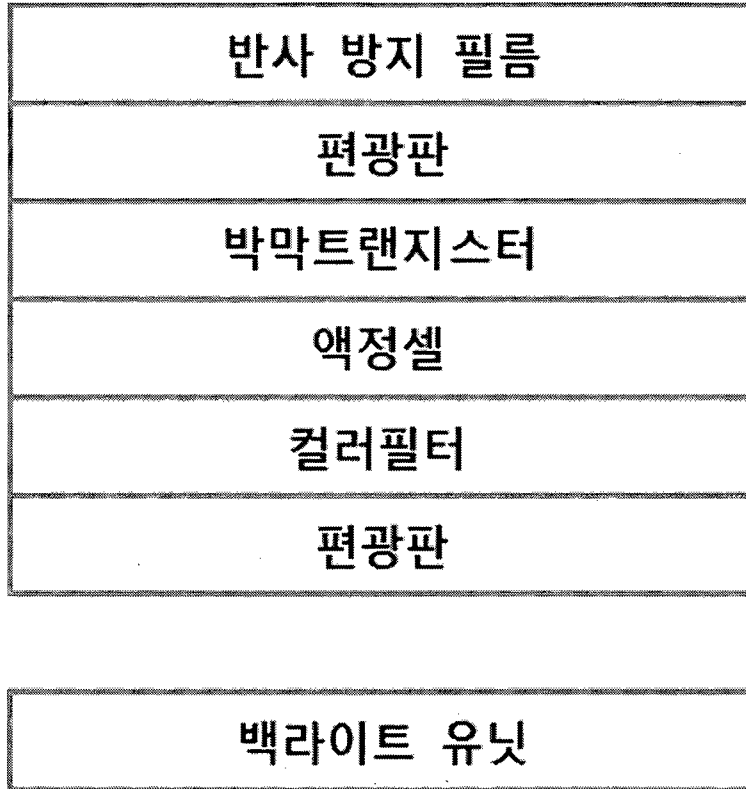 반사 방지 필름
편광판
박막트랜지스터
액정셀
컬러필터
편광판
백라이트 유닛